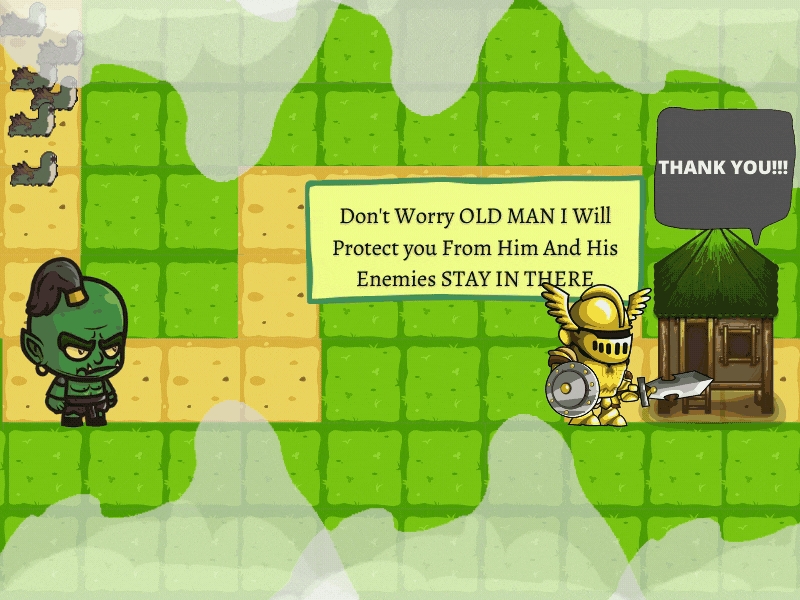 Don't Worry OLD MAN I Will
Protect you From Him And His
Enemies STAY IN THERE
THANK YOU!!!